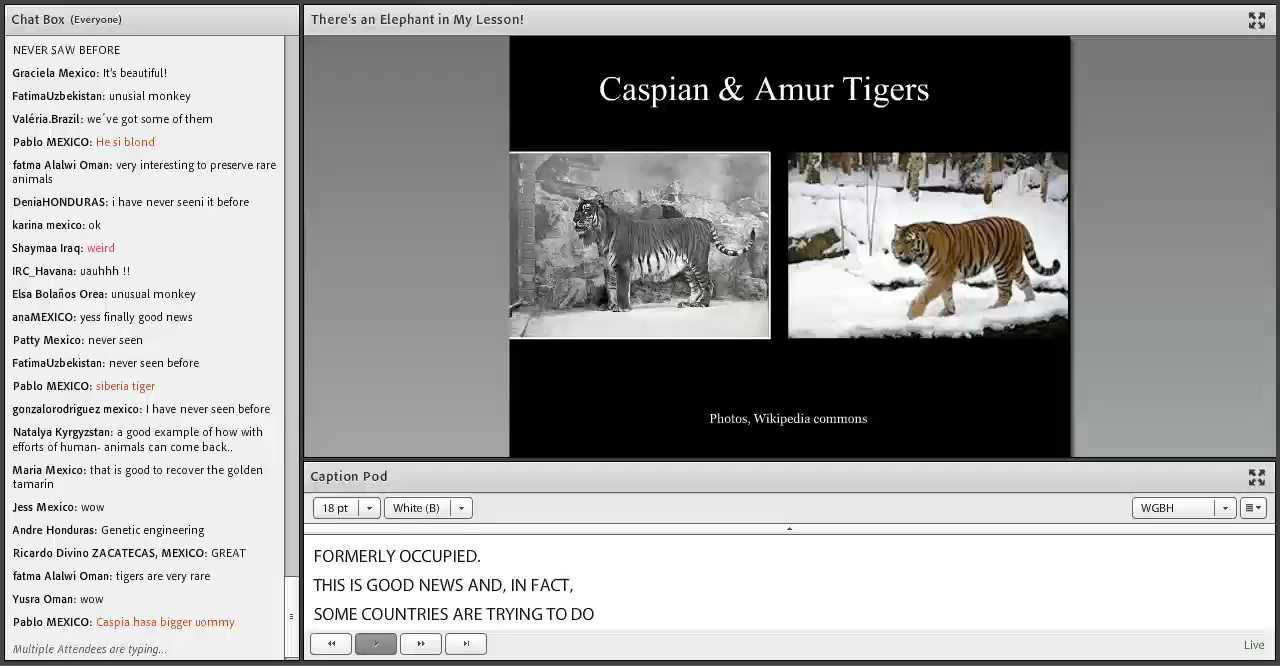 Chat Box (Everyone)
NEVER SAW BEFORE
Graciela Mexico: It's beautiful!
FatimaUzbekistan: unusial monkey
Valéria.Brazil: we´ve got some of them
Pablo MEXICO: He si blond
fatma Alalwi Oman: very interesting to preserve rare
animals
DeniaHONDURAS: i have never seeni it before
karina mexico: ok
Shaymaa Iraq: weird
IRC_Havana: uauhhh !!
Elsa Bolaños Orea: unusual monkey
anaMEXICO: yess finally good news
Patty Mexico: never seen
FatimaUzbekistan: never seen before
Pablo MEXICO: siberia tiger
gonzalorodriguez mexico: I have never seen before
Natalya Kyrgyzstan: a good example of how with
efforts of human- animals can come back..
Maria Mexico: that is good to recover the golden
tamarin
Jess Mexico: wow
Andre Honduras: Genetic engineering
Ricardo Divino ZACATECAS, MEXICO: GREAT
fatma Alalwi Oman: tigers are very rare
Yusra Oman: wow
Pablo MEXICO: Caspia hasa bigger uommy
Multiple Attendees are typing...
There's an Elephant in My Lesson!
Caspian & Amur Tigers
Photos, Wikipedia commons
Caption Pod
18 pt
White (B)
WGBH
FORMERLY OCCUPIED.
THIS IS GOOD NEWS AND, IN FACT,
SOME COUNTRIES ARE TRYING TO DO
Live